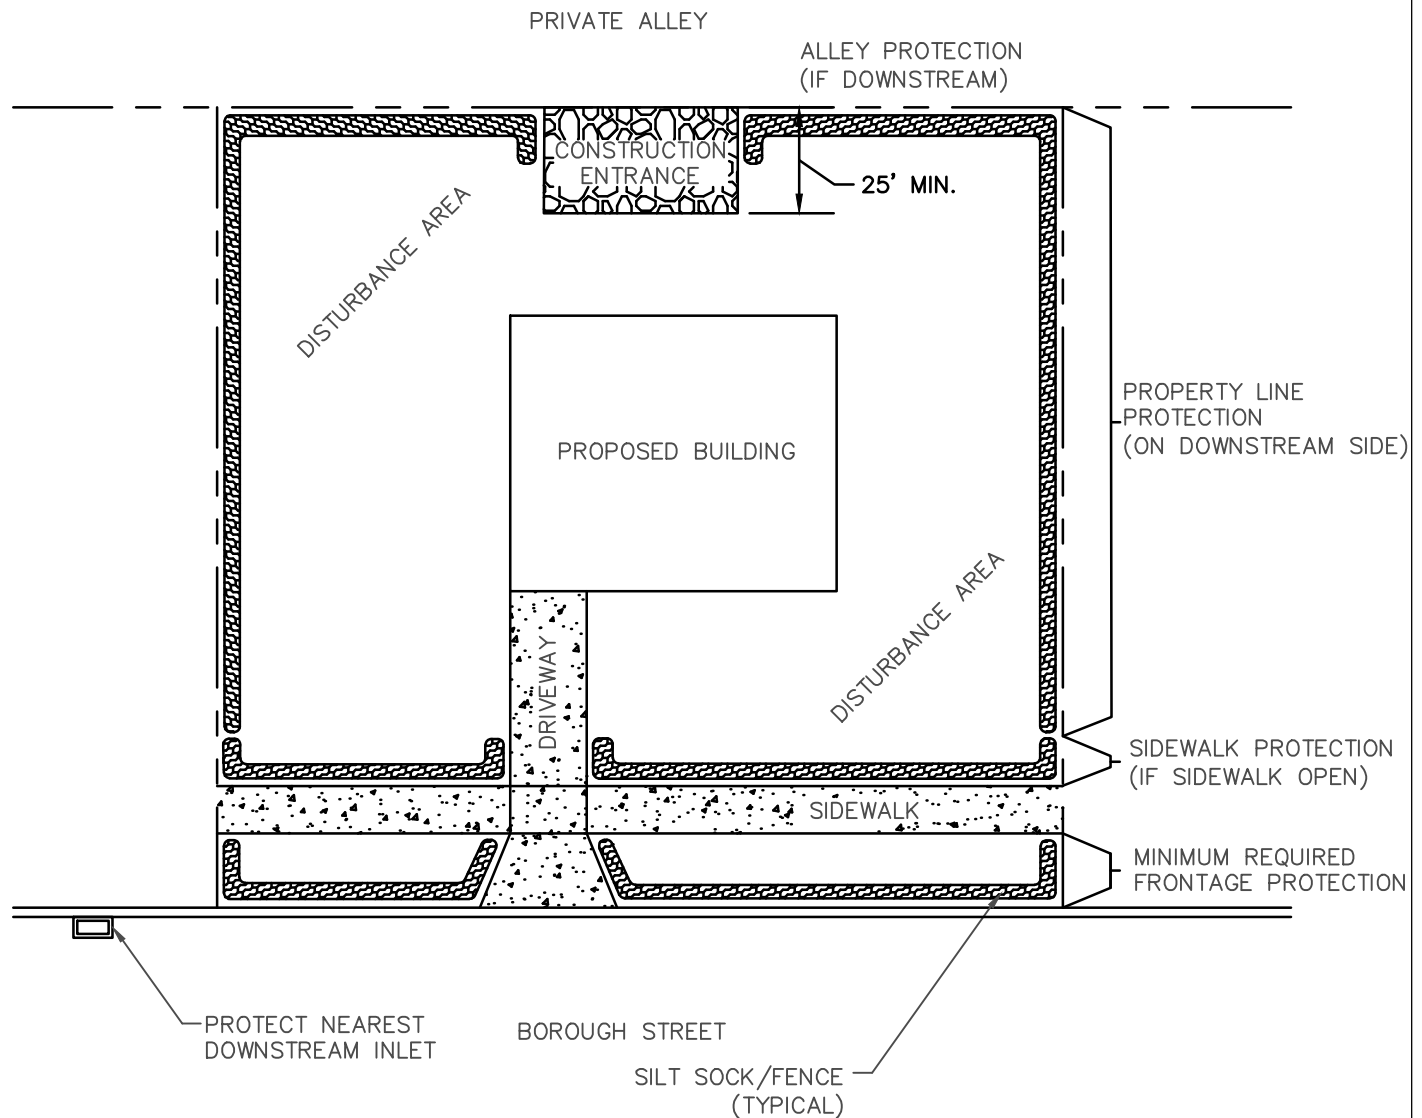 PRIVATE ALLEY
ALLEY PROTECTION
(IF DOWNSTREAM)
CONSTRUCTION
ENTRANCE
25' MIN.
DISTURBANCE AREA
PROPERTY LINE
PROTECTION
(ON DOWNSTREAM SIDE)
PROPOSED BUILDING
DISTURBANCE AREA
DRIVEWAY
SIDEWALK PROTECTION
(IF SIDEWALK OPEN)
SIDEWALK
MINIMUM REQUIRED
FRONTAGE PROTECTION
PROTECT NEAREST
DOWNSTREAM INLET
BOROUGH STREET
SILT SOCK/FENCE
(TYPICAL)